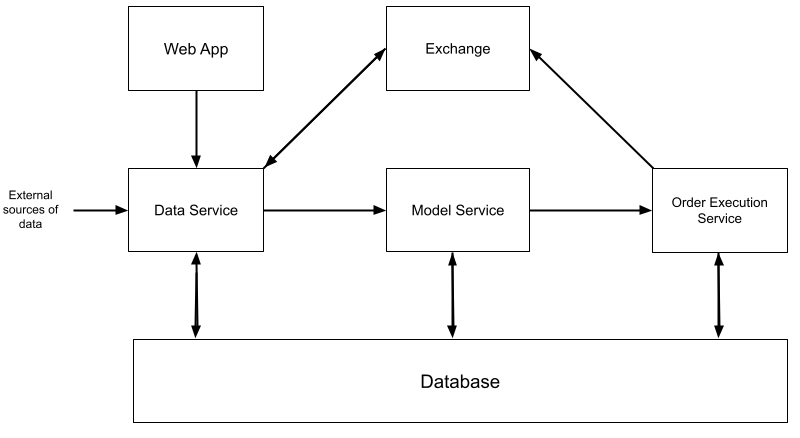 Web App
Exchange
External
sources of
data
Data Service
Model Service
Order Execution
Service
Database